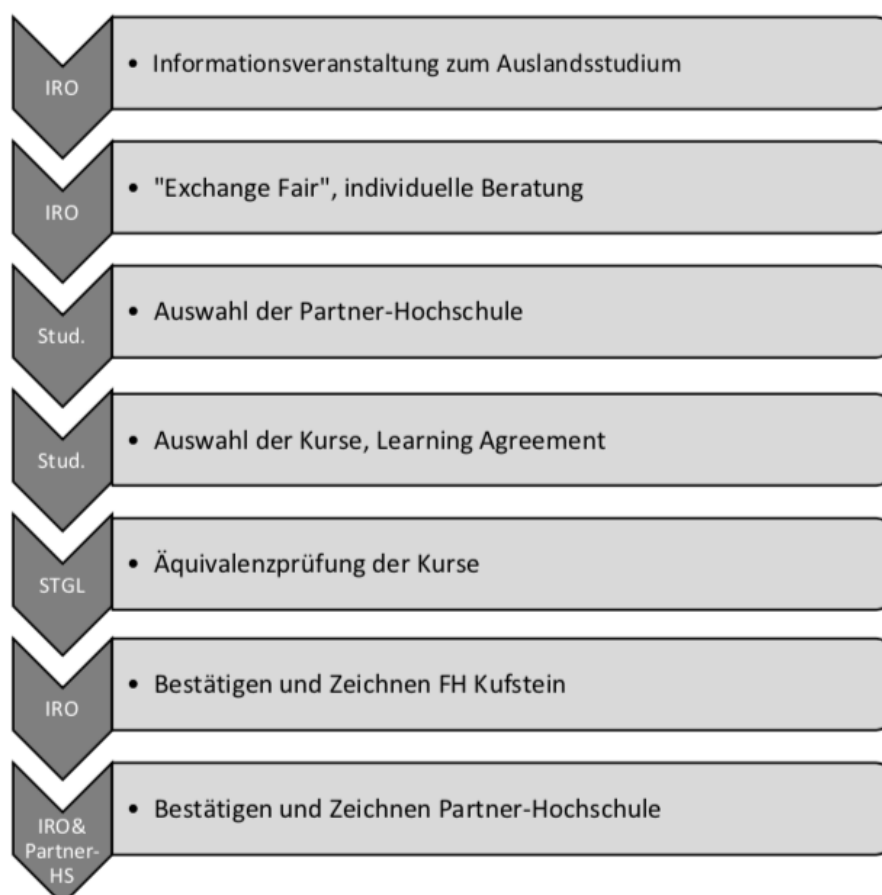 IRO
• Informationsveranstaltung zum Auslandsstudium
IRO
• "Exchange Fair", individuelle Beratung
Stud.
• Auswahl der Partner-Hochschule
Stud.
• Auswahl der Kurse, Learning Agreement
STGL
• Äquivalenzprüfung der Kurse
IRO
• Bestätigen und Zeichnen FH Kufstein
IRO&
Partner-
HS
• Bestätigen und Zeichnen Partner-Hochschule